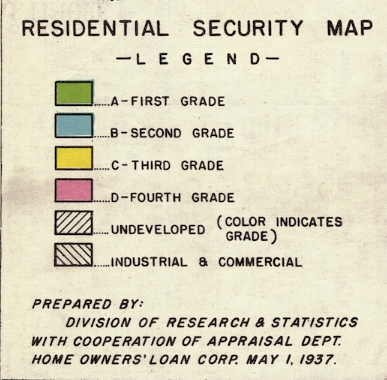 RESIDENTIAL SECURITY MAP
— LEGEND —
A-FIRST GRADE
B-SECOND GRADE
C-THIRD GRADE
D-FOURTH GRADE
UNDEVELOPED (COLOR INDICATES
GRADE)
INDUSTRIAL & COMMERCIAL
PREPARED BY:
DIVISION OF RESEARCH & STATISTICS
WITH COOPERATION OF APPRAISAL DEPT.
HOME OWNERS' LOAN CORP. MAY 1, 1937.